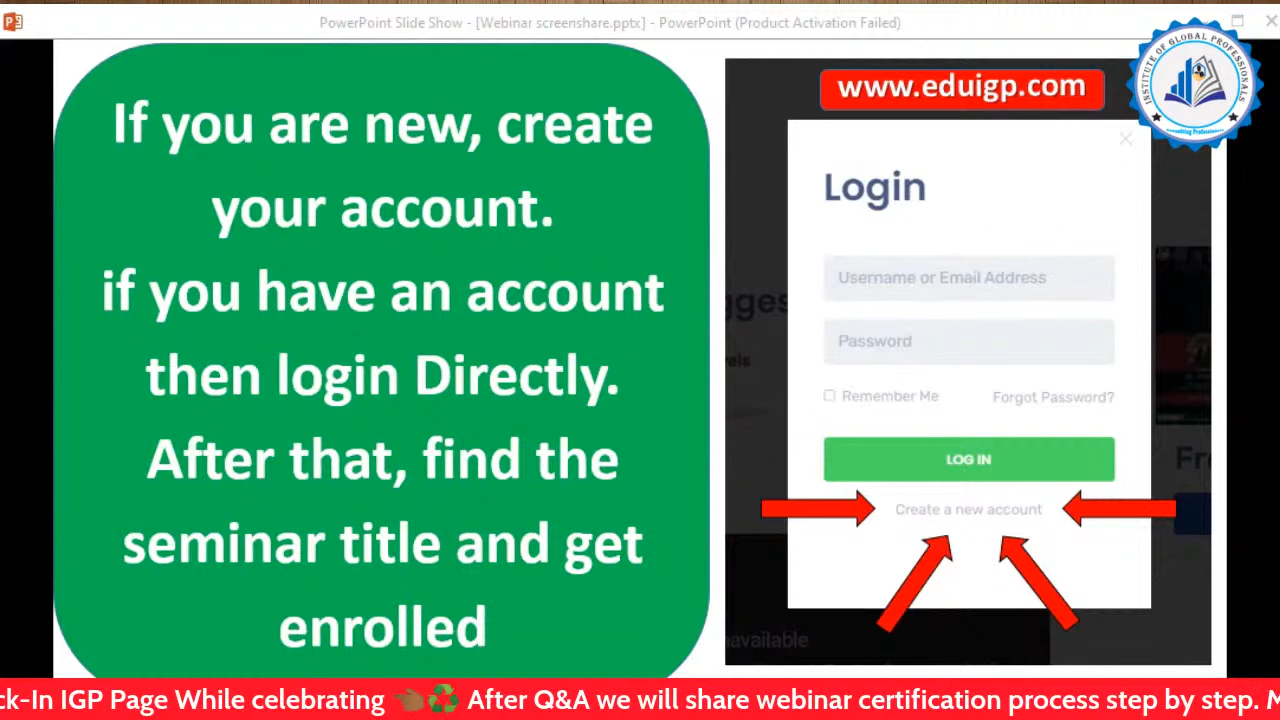 PowerPoint Slide Show - [Webinar screenshare.pptx] - PowerPoint (Product Activation Failed)
If you are new, create
your account.
if you have an account
then login Directly.
After that, find the
seminar title and get
enrolled
www.eduigp.com
INSTITUTE OF GLOBAL PROFESSIONALS
Consulting Professionals
Login
Username or Email Address
Password
Remember Me
Forgot Password?
LOG IN
Create a new account
ck-In IGP Page While celebrating 👈🏾♻️ After Q&A we will share webinar certification process step by step. M